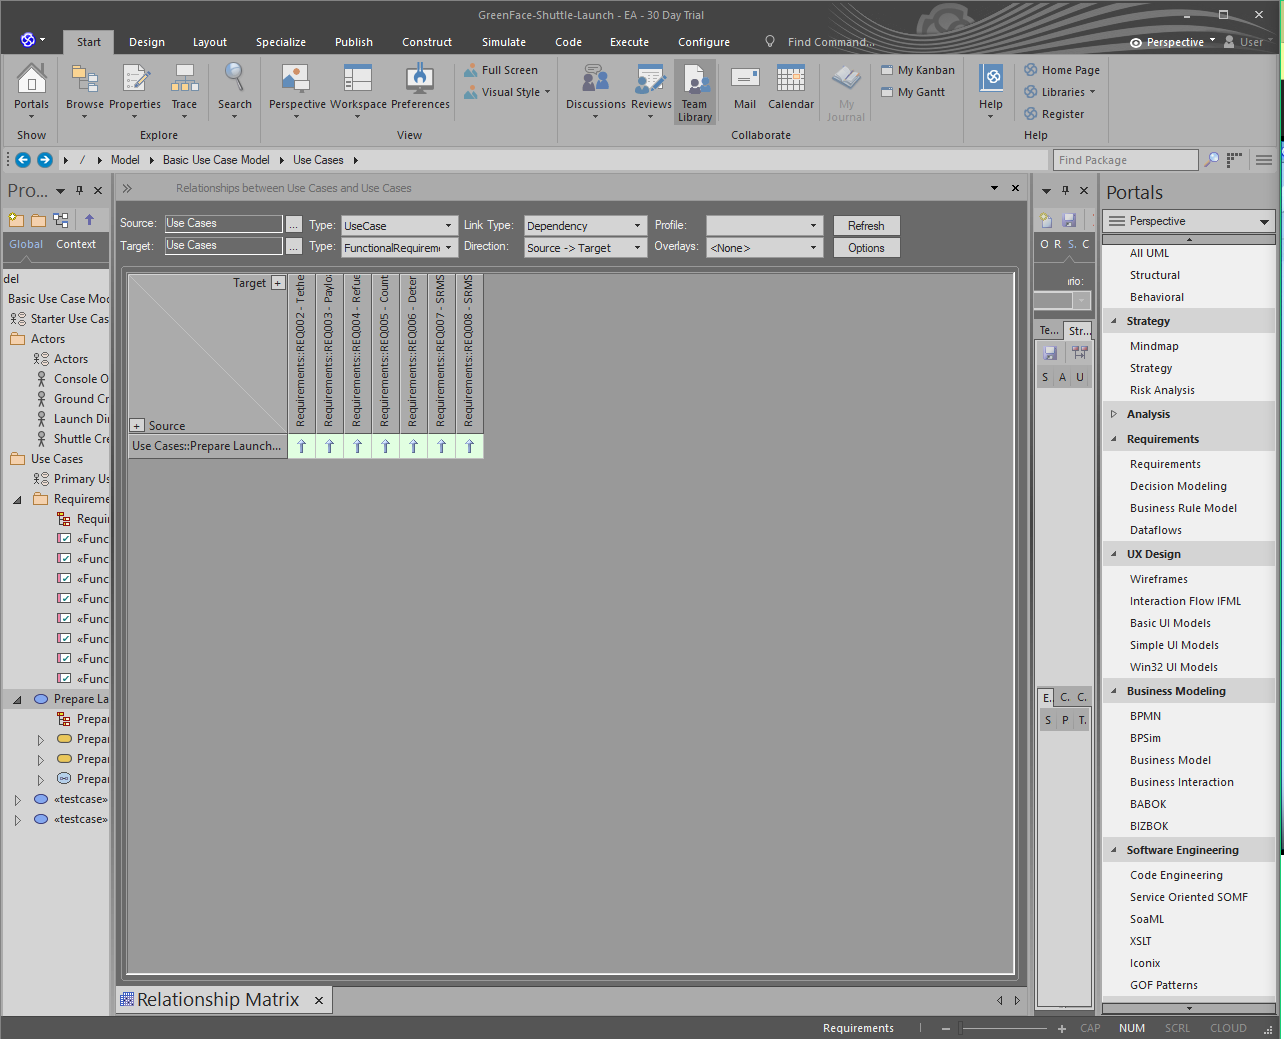 GreenFace-Shuttle-Launch - EA - 30 Day Trial
Start Design Layout Specialize Publish Construct Simulate Code Execute Configure Find Command... Perspective User
Portals Browse Properties Trace Search Perspective Workspace Preferences Full Screen Visual Style Discussions Reviews Team Library Mail Calendar My Journal My Kanban My Gantt Help Home Page Libraries Register
Show Explore View Collaborate Help
/ Model Basic Use Case Model Use Cases Find Package
Pro...
Global Context
del
Basic Use Case Mod
Starter Use Cas
Actors
Actors
Console O
Ground Cr
Launch Dir
Shuttle Cre
Use Cases
Primary Us
Requireme
Requir
«Func
«Func
«Func
«Func
«Func
«Func
«Func
«Func
Prepare La
Prepar
Prepar
Prepar
Prepar
«testcase»
«testcase»
Relationships between Use Cases and Use Cases
Source: Use Cases ... Type: UseCase Link Type: Dependency Profile: Refresh
Target: Use Cases ... Type: FunctionalRequirem Direction: Source -> Target Overlays: <None> Options
Target +
+ Source
Requirements::REQ002 - Tethe
Requirements::REQ003 - Paylo
Requirements::REQ004 - Refue
Requirements::REQ005 - Count
Requirements::REQ006 - Deter
Requirements::REQ007 - SRMS
Requirements::REQ008 - SRMS
Use Cases::Prepare Launch...
Relationship Matrix
O R S. C
rio:
Te... Str...
S A U
E. C. C.
S P T.
Portals
Perspective
All UML
Structural
Behavioral
Strategy
Mindmap
Strategy
Risk Analysis
Analysis
Requirements
Requirements
Decision Modeling
Business Rule Model
Dataflows
UX Design
Wireframes
Interaction Flow IFML
Basic UI Models
Simple UI Models
Win32 UI Models
Business Modeling
BPMN
BPSim
Business Model
Business Interaction
BABOK
BIZBOK
Software Engineering
Code Engineering
Service Oriented SOMF
SoaML
XSLT
Iconix
GOF Patterns
Requirements CAP NUM SCRL CLOUD